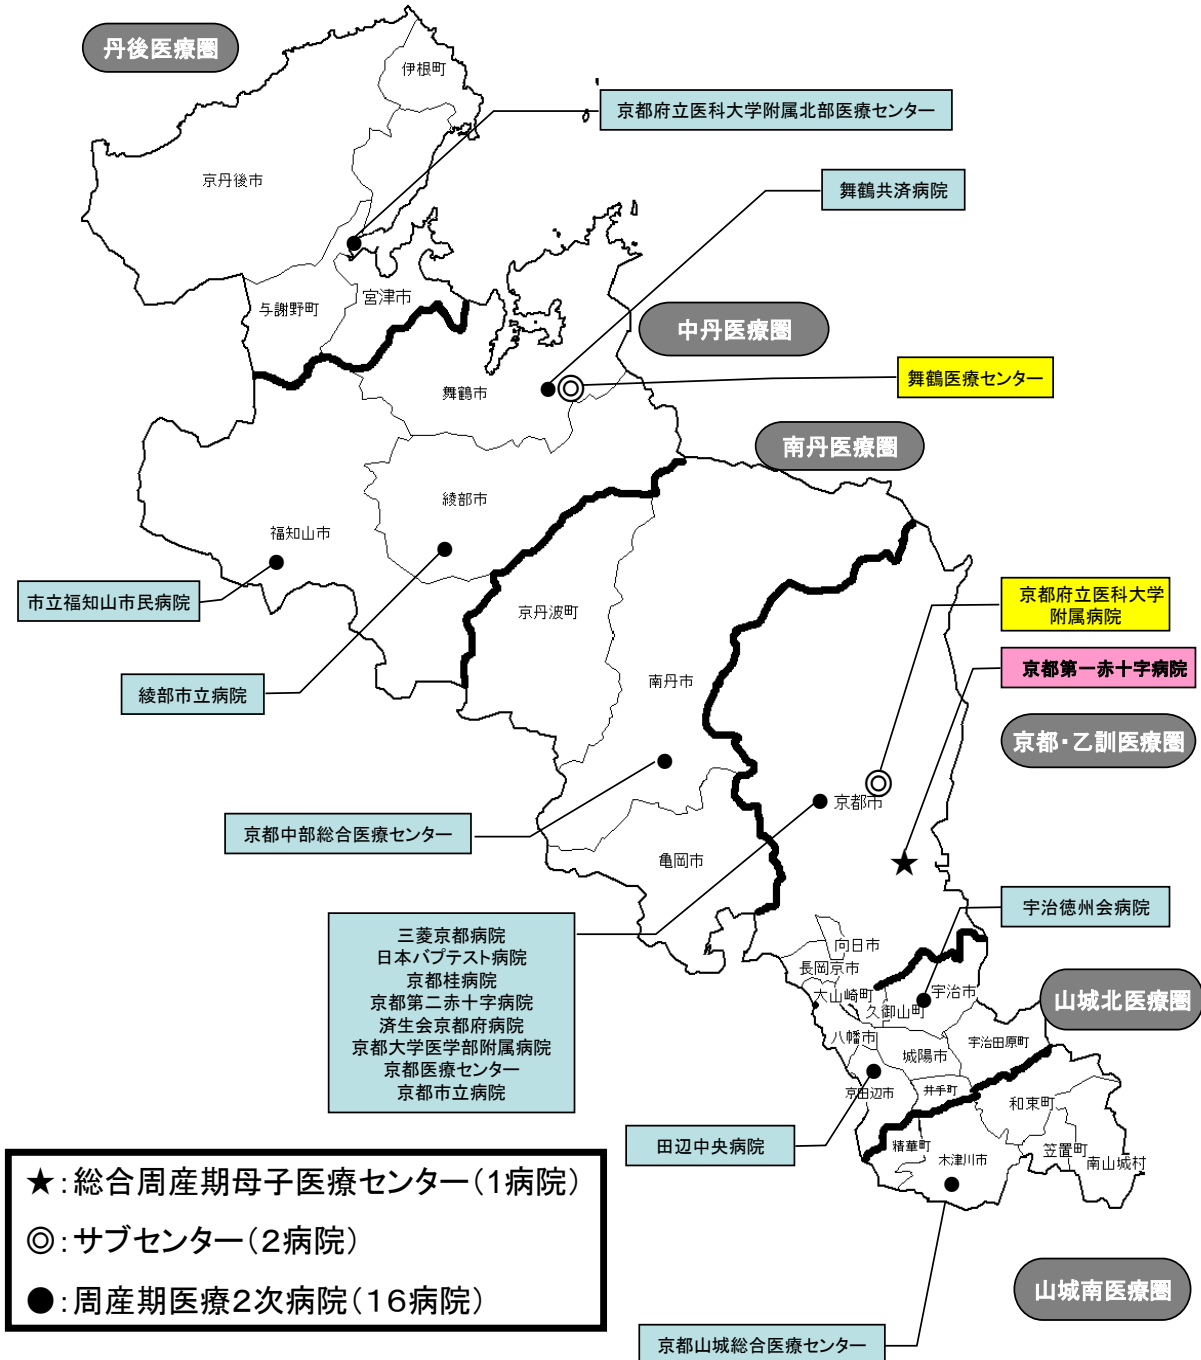 丹後医療圏
伊根町
京都府立医科大学附属北部医療センター
京丹後市
舞鶴共済病院
与謝野町
宮津市
中丹医療圏
舞鶴市
舞鶴医療センター
南丹医療圏
綾部市
福知山市
市立福知山市民病院
京丹波町
京都府立医科大学
附属病院
京都第一赤十字病院
綾部市立病院
南丹市
京都・乙訓医療圏
京都市
京都中部総合医療センター
亀岡市
宇治徳州会病院
三菱京都病院
日本バプテスト病院
京都桂病院
京都第二赤十字病院
済生会京都府病院
京都大学医学部附属病院
京都医療センター
京都市立病院
向日市
長岡京市
大山崎町
宇治市
久御山町
山城北医療圏
八幡市
城陽市
宇治田原町
京田辺市
井手町
和束町
田辺中央病院
精華町
木津川市
笠置町
南山城村
★:総合周産期母子医療センター(1病院)
◎:サブセンター(2病院)
●:周産期医療2次病院(16病院)
山城南医療圏
京都山城総合医療センター